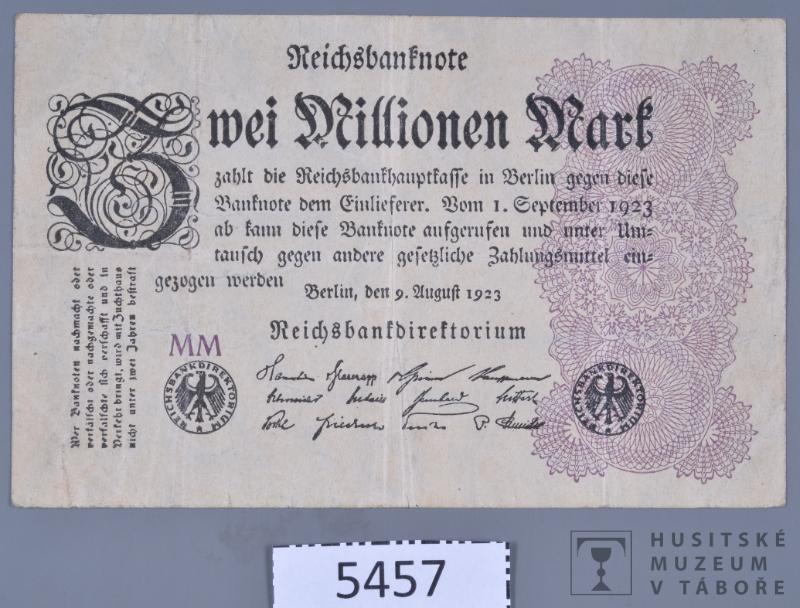 Reichsbanknote
Zwei Millionen Mark
zahlt die Reichsbankhauptkasse in Berlin gegen diese
Banknote dem Einlieferer. Vom 1. September 1923
ab kann diese Banknote aufgerufen und unter Um-
tausch gegen andere gesetzliche Zahlungsmittel ein-
gezogen werden
Berlin, den 9. August 1923
Reichsbankdirektorium
MM
REICHSBANKDIREKTORIUM
REICHSBANKDIREKTORIUM
Wer Banknoten nachmacht oder
verfälscht oder nachgemachte oder
verfälschte sich verschafft und in
Verkehr bringt, wird mit Zuchthaus
nicht unter zwei Jahren bestraft
5457
HUSITSKÉ
MUZEUM
V TÁBOŘE